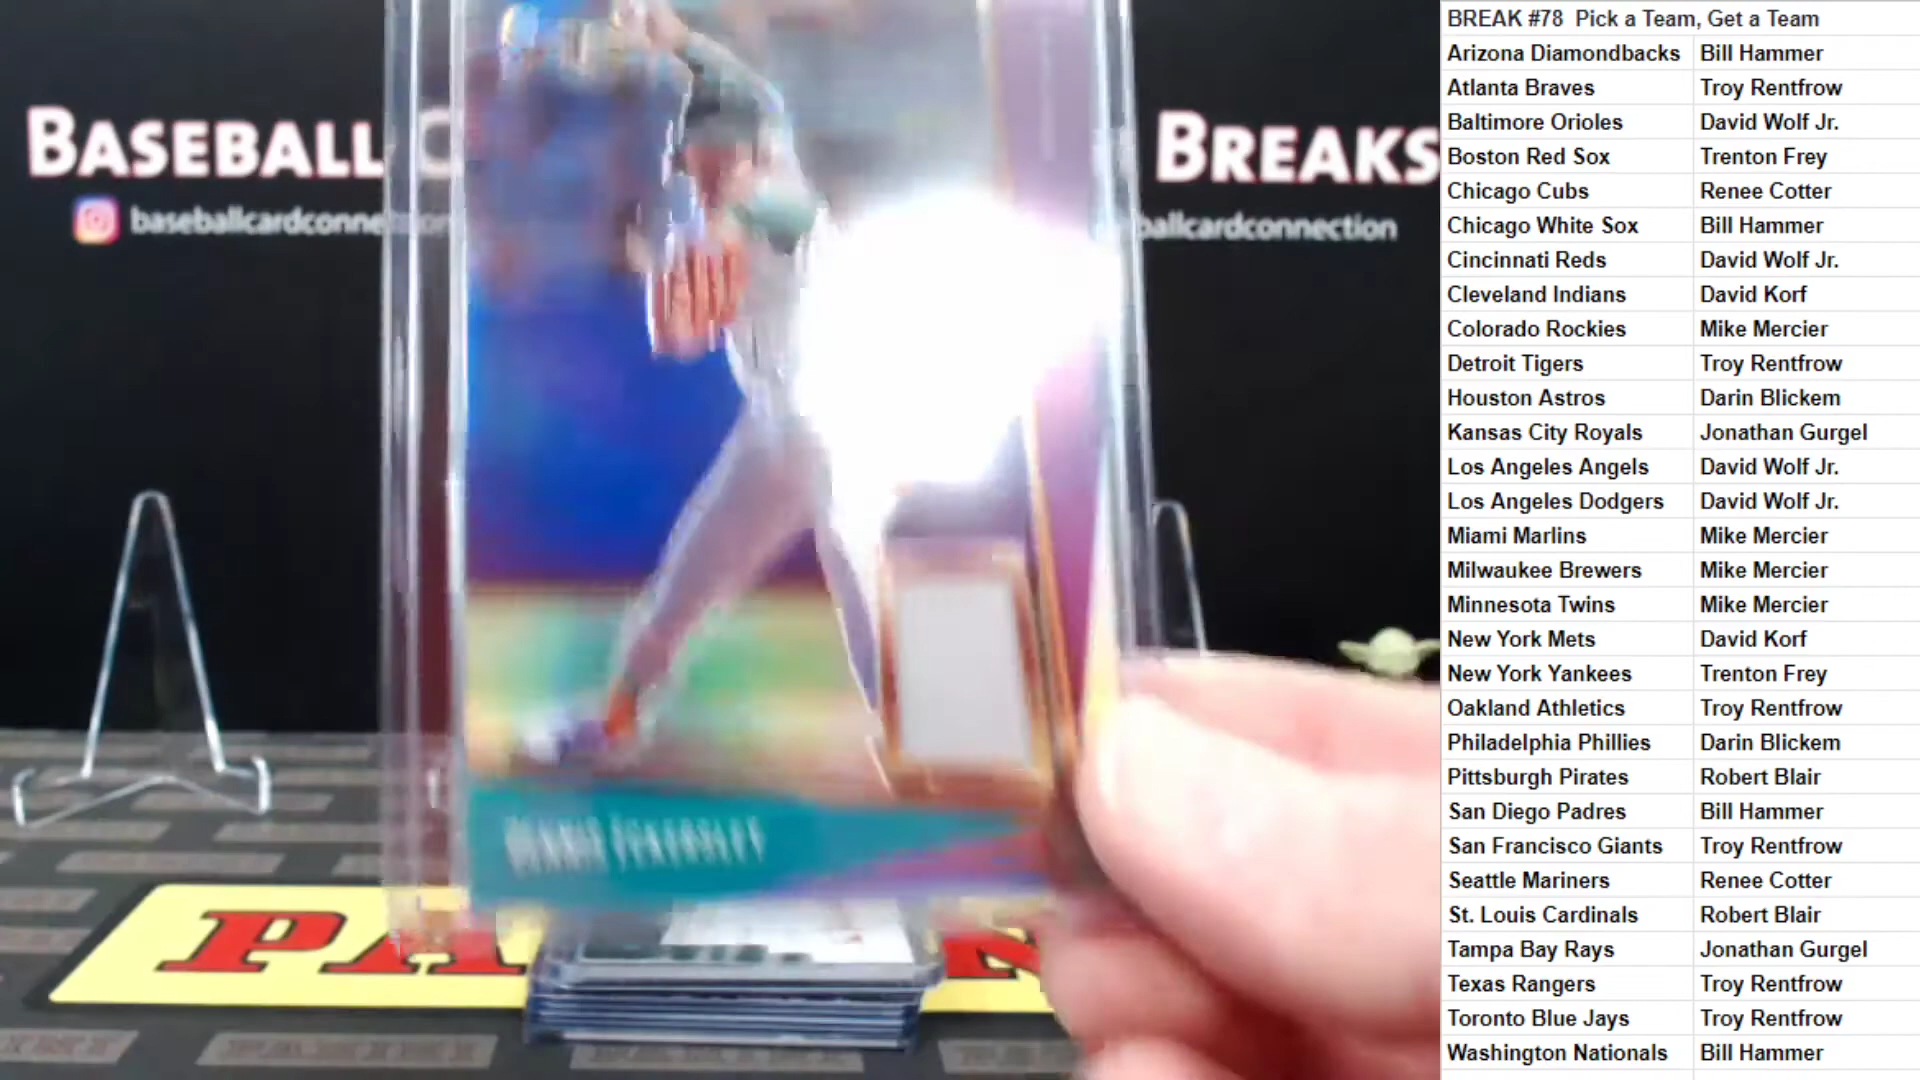 BASEBALL C
BREAKS
baseballcardconnection
ballcardconnection
DENNIS ECKERSLEY
PA
N
BREAK #78 Pick a Team, Get a Team
Arizona Diamondbacks Bill Hammer
Atlanta Braves Troy Rentfrow
Baltimore Orioles David Wolf Jr.
Boston Red Sox Trenton Frey
Chicago Cubs Renee Cotter
Chicago White Sox Bill Hammer
Cincinnati Reds David Wolf Jr.
Cleveland Indians David Korf
Colorado Rockies Mike Mercier
Detroit Tigers Troy Rentfrow
Houston Astros Darin Blickem
Kansas City Royals Jonathan Gurgel
Los Angeles Angels David Wolf Jr.
Los Angeles Dodgers David Wolf Jr.
Miami Marlins Mike Mercier
Milwaukee Brewers Mike Mercier
Minnesota Twins Mike Mercier
New York Mets David Korf
New York Yankees Trenton Frey
Oakland Athletics Troy Rentfrow
Philadelphia Phillies Darin Blickem
Pittsburgh Pirates Robert Blair
San Diego Padres Bill Hammer
San Francisco Giants Troy Rentfrow
Seattle Mariners Renee Cotter
St. Louis Cardinals Robert Blair
Tampa Bay Rays Jonathan Gurgel
Texas Rangers Troy Rentfrow
Toronto Blue Jays Troy Rentfrow
Washington Nationals Bill Hammer